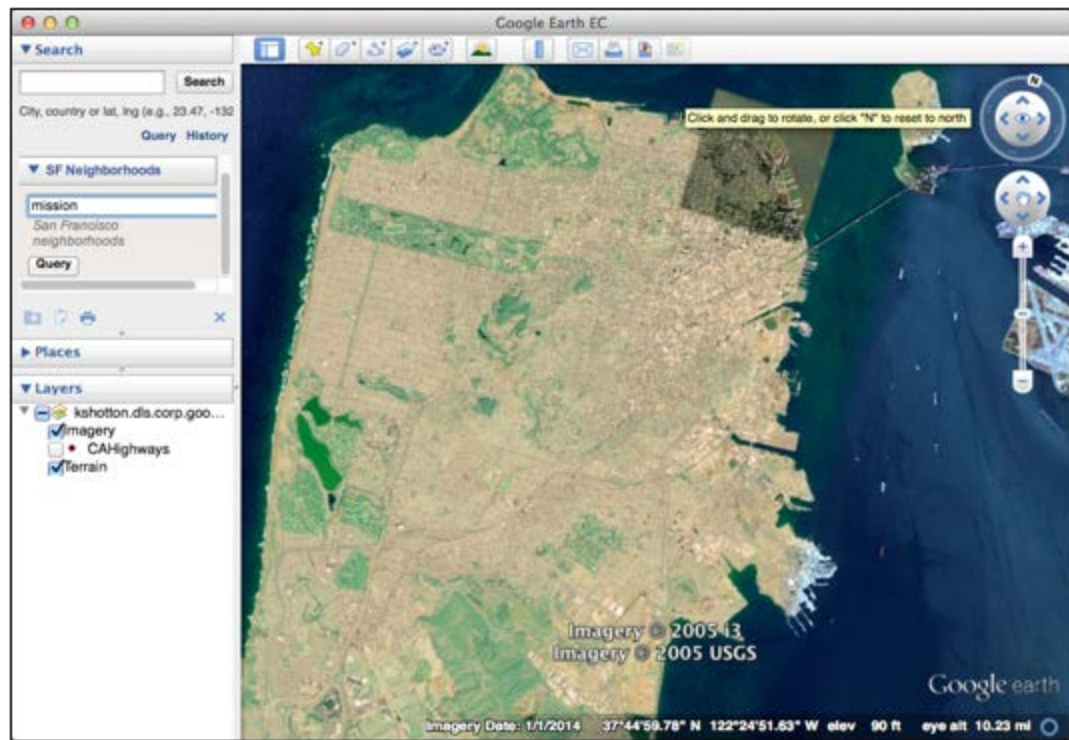 Google Earth EC
Search
Search
City, country or lat, lng (e.g., 23.47, -132
Query History
SF Neighborhoods
mission
San Francisco
neighborhoods
Query
Places
Layers
kshotton.dls.corp.goo...
Imagery
CAHighways
Terrain
N
Click and drag to rotate, or click "N" to reset to north
Imagery © 2005 i3
Imagery © 2005 USGS
Google earth
Imagery Date: 1/1/2014 37°44'59.78" N 122°24'51.63" W elev 90 ft eye alt 10.23 mi